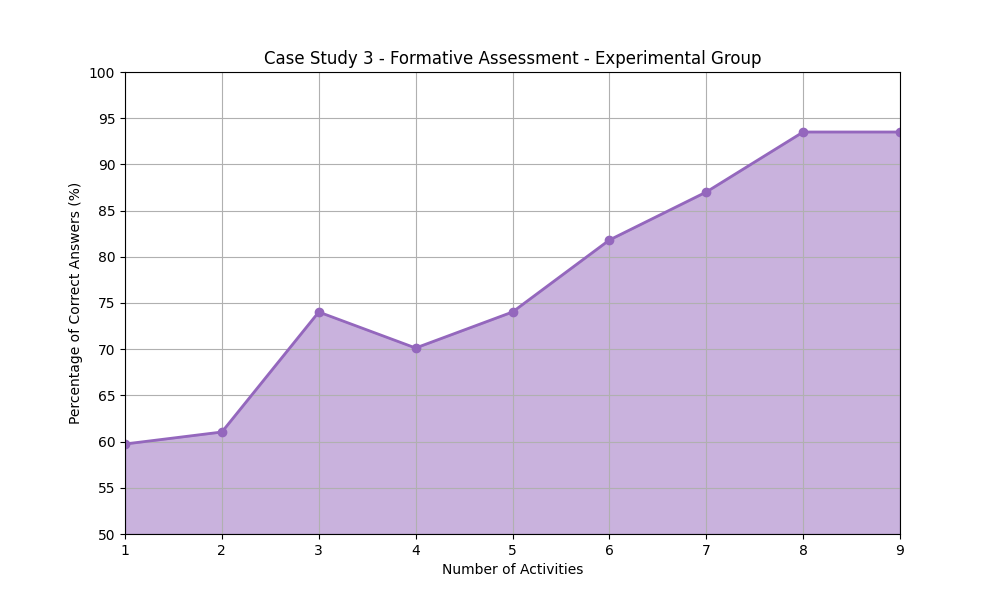 Case Study 3 - Formative Assessment - Experimental Group
100
95
90
85
80
75
70
65
60
55
50
Percentage of Correct Answers (%)
1 2 3 4 5 6 7 8 9
Number of Activities